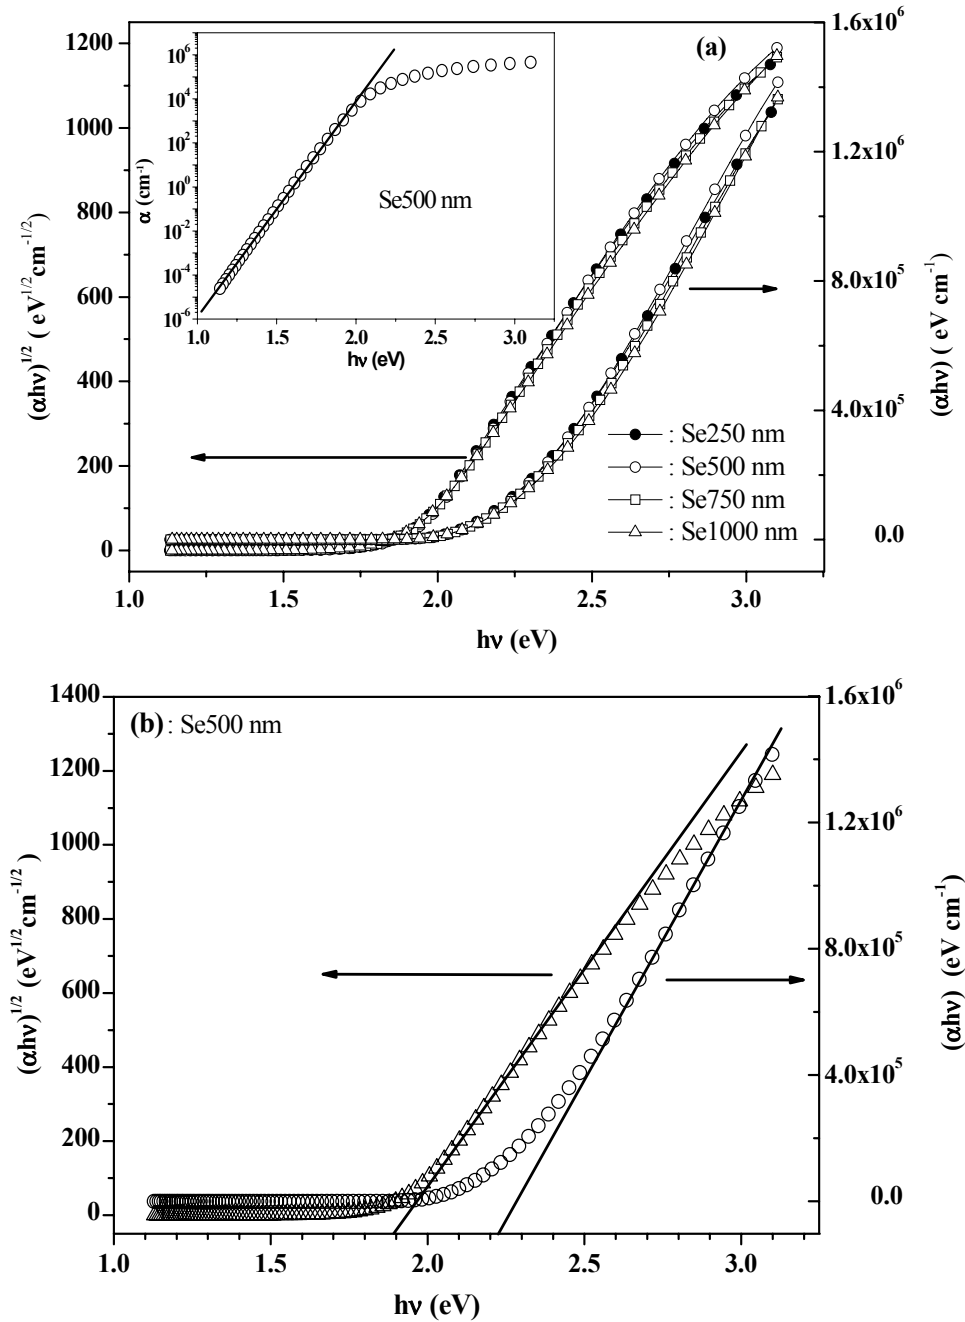 (a)
1200
1000
800
600
400
200
0
(αhν)^1/2 ( eV^1/2cm^-1/2)
1.6x10^6
1.2x10^6
8.0x10^5
4.0x10^5
0.0
(αhν) ( eV cm^-1)
10^6
10^4
10^2
10^0
10^-2
10^-4
10^-6
α (cm^-1)
Se500 nm
1.0 1.5 2.0 2.5 3.0
hν (eV)
: Se250 nm
: Se500 nm
: Se750 nm
: Se1000 nm
1.0 1.5 2.0 2.5 3.0
hν (eV)
(b) : Se500 nm
1400
1200
1000
800
600
400
200
0
(αhν)^1/2 (eV^1/2cm^-1/2)
1.6x10^6
1.2x10^6
8.0x10^5
4.0x10^5
0.0
(αhν) (eV cm^-1)
1.0 1.5 2.0 2.5 3.0
hν (eV)